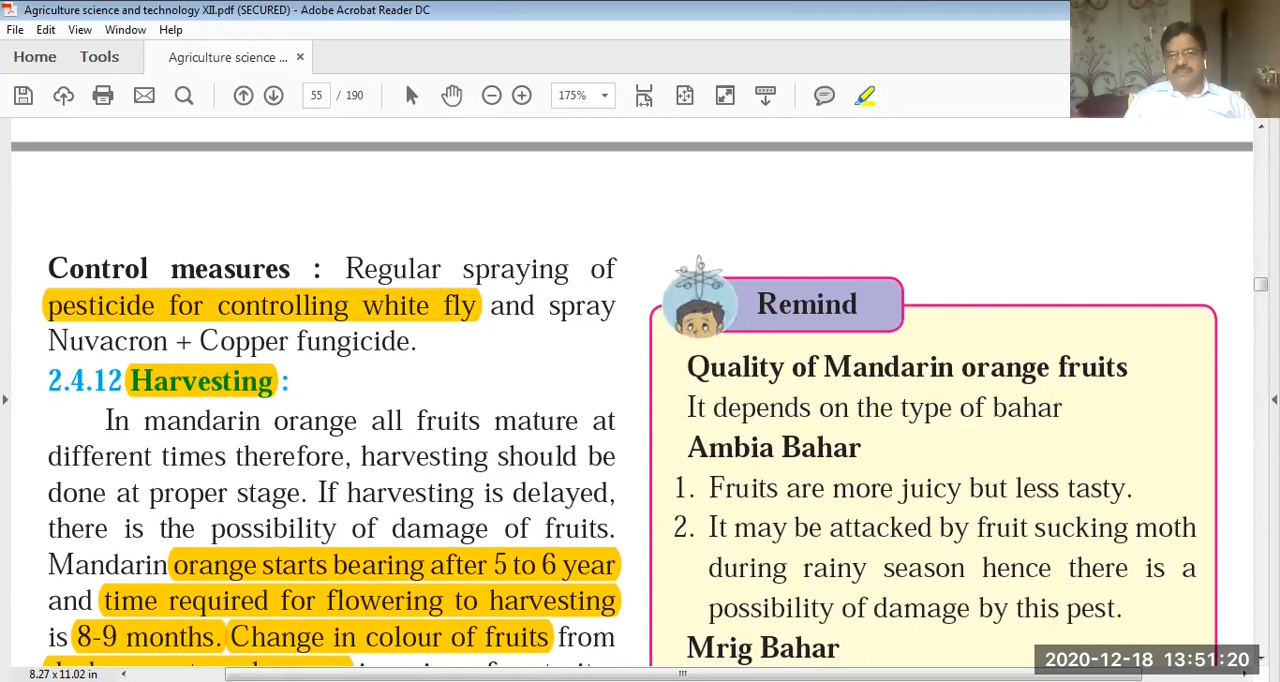 Agriculture science and technology XII.pdf (SECURED) - Adobe Acrobat Reader DC
File Edit View Window Help
Home Tools Agriculture science ... ×
55 / 190 175%
Control measures : Regular spraying of
pesticide for controlling white fly and spray
Nuvacron + Copper fungicide.
2.4.12 Harvesting :
In mandarin orange all fruits mature at
different times therefore, harvesting should be
done at proper stage. If harvesting is delayed,
there is the possibility of damage of fruits.
Mandarin orange starts bearing after 5 to 6 year
and time required for flowering to harvesting
is 8-9 months. Change in colour of fruits from
Remind
Quality of Mandarin orange fruits
It depends on the type of bahar
Ambia Bahar
1. Fruits are more juicy but less tasty.
2. It may be attacked by fruit sucking moth
during rainy season hence there is a
possibility of damage by this pest.
Mrig Bahar
8.27 x 11.02 in
2020-12-18 13:51:20